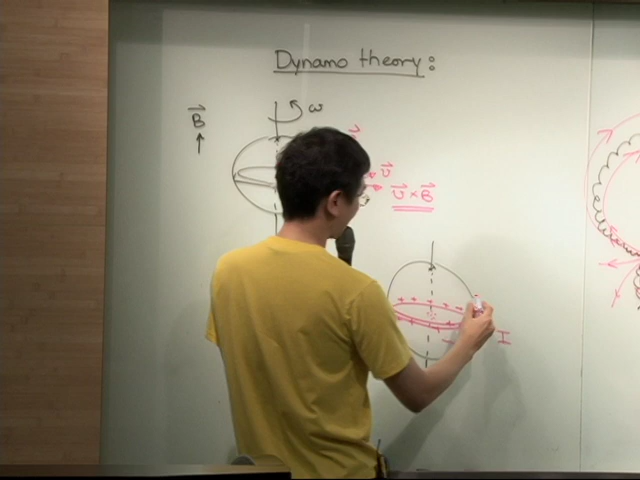 Dynamo theory:
B
ω
v
v × B
I